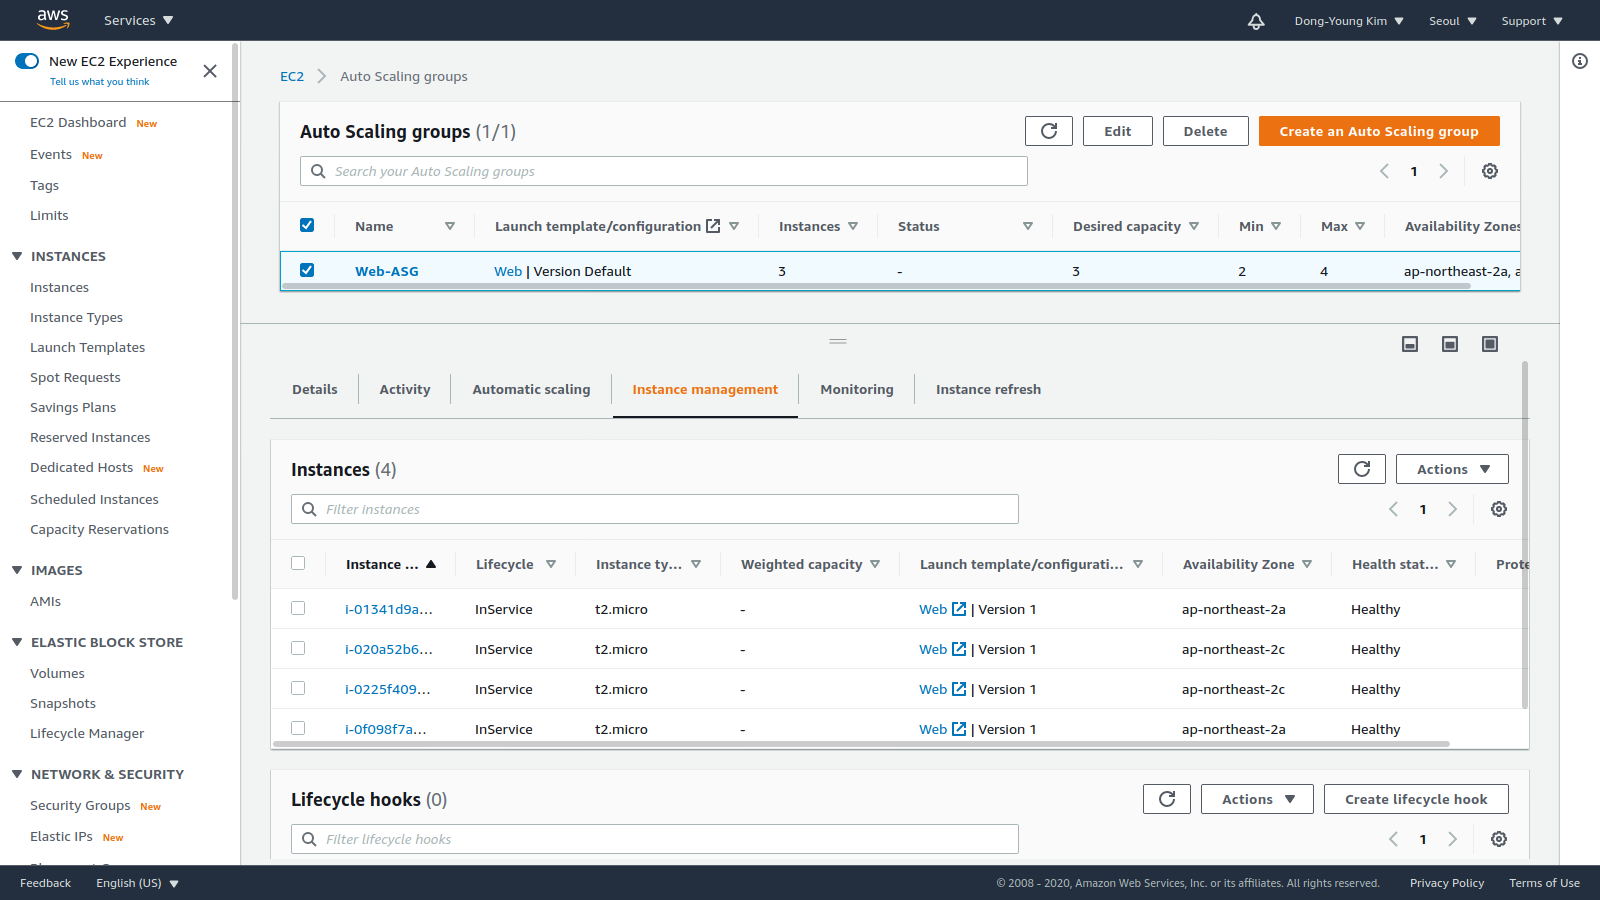 aws Services Dong-Young Kim Seoul Support
New EC2 Experience
Tell us what you think
EC2 Dashboard New
Events New
Tags
Limits
INSTANCES
Instances
Instance Types
Launch Templates
Spot Requests
Savings Plans
Reserved Instances
Dedicated Hosts New
Scheduled Instances
Capacity Reservations
IMAGES
AMIs
ELASTIC BLOCK STORE
Volumes
Snapshots
Lifecycle Manager
NETWORK & SECURITY
Security Groups New
Elastic IPs New
EC2 Auto Scaling groups
Auto Scaling groups (1/1) Edit Delete Create an Auto Scaling group
Search your Auto Scaling groups 1
Name Launch template/configuration Instances Status Desired capacity Min Max Availability Zones
Web-ASG Web | Version Default 3 - 3 2 4 ap-northeast-2a, a
Details Activity Automatic scaling Instance management Monitoring Instance refresh
Instances (4) Actions
Filter instances 1
Instance ... Lifecycle Instance ty... Weighted capacity Launch template/configurati... Availability Zone Health stat... Prote
i-01341d9a... InService t2.micro - Web | Version 1 ap-northeast-2a Healthy
i-020a52b6... InService t2.micro - Web | Version 1 ap-northeast-2c Healthy
i-0225f409... InService t2.micro - Web | Version 1 ap-northeast-2c Healthy
i-0f098f7a... InService t2.micro - Web | Version 1 ap-northeast-2a Healthy
Lifecycle hooks (0) Actions Create lifecycle hook
Filter lifecycle hooks 1
Feedback English (US) © 2008 - 2020, Amazon Web Services, Inc. or its affiliates. All rights reserved. Privacy Policy Terms of Use